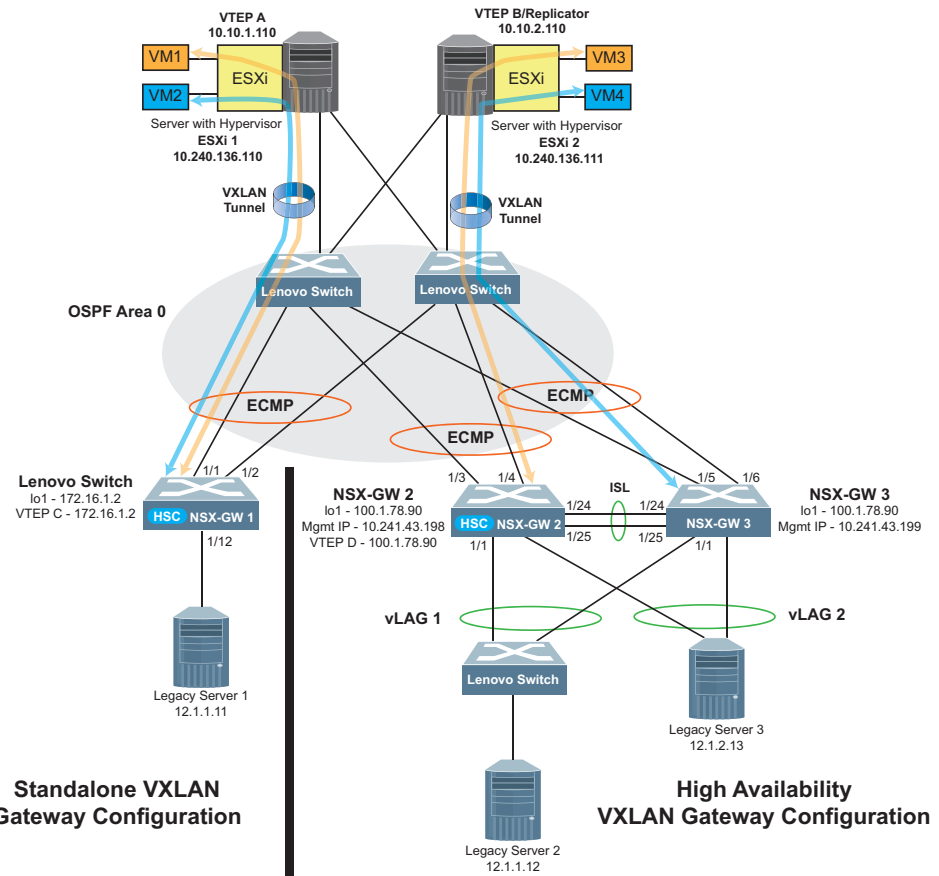 VTEP A
10.10.1.110
VTEP B/Replicator
10.10.2.110
VM1
VM2
ESXi
ESXi
VM3
VM4
Server with Hypervisor
ESXi 1
10.240.136.110
Server with Hypervisor
ESXi 2
10.240.136.111
VXLAN
Tunnel
VXLAN
Tunnel
Lenovo Switch
Lenovo Switch
OSPF Area 0
ECMP
ECMP
ECMP
Lenovo Switch
lo1 - 172.16.1.2
VTEP C - 172.16.1.2
1/1
1/2
HSC NSX-GW 1
1/12
NSX-GW 2
lo1 - 100.1.78.90
Mgmt IP - 10.241.43.198
VTEP D - 100.1.78.90
1/3
1/4
HSC NSX-GW 2
1/1
1/24
1/25
ISL
1/24
1/25
1/5
1/6
NSX-GW 3
1/1
NSX-GW 3
lo1 - 100.1.78.90
Mgmt IP - 10.241.43.199
vLAG 1
vLAG 2
Lenovo Switch
Legacy Server 1
12.1.1.11
Legacy Server 3
12.1.2.13
Legacy Server 2
12.1.1.12
Standalone VXLAN
Gateway Configuration
High Availability
VXLAN Gateway Configuration